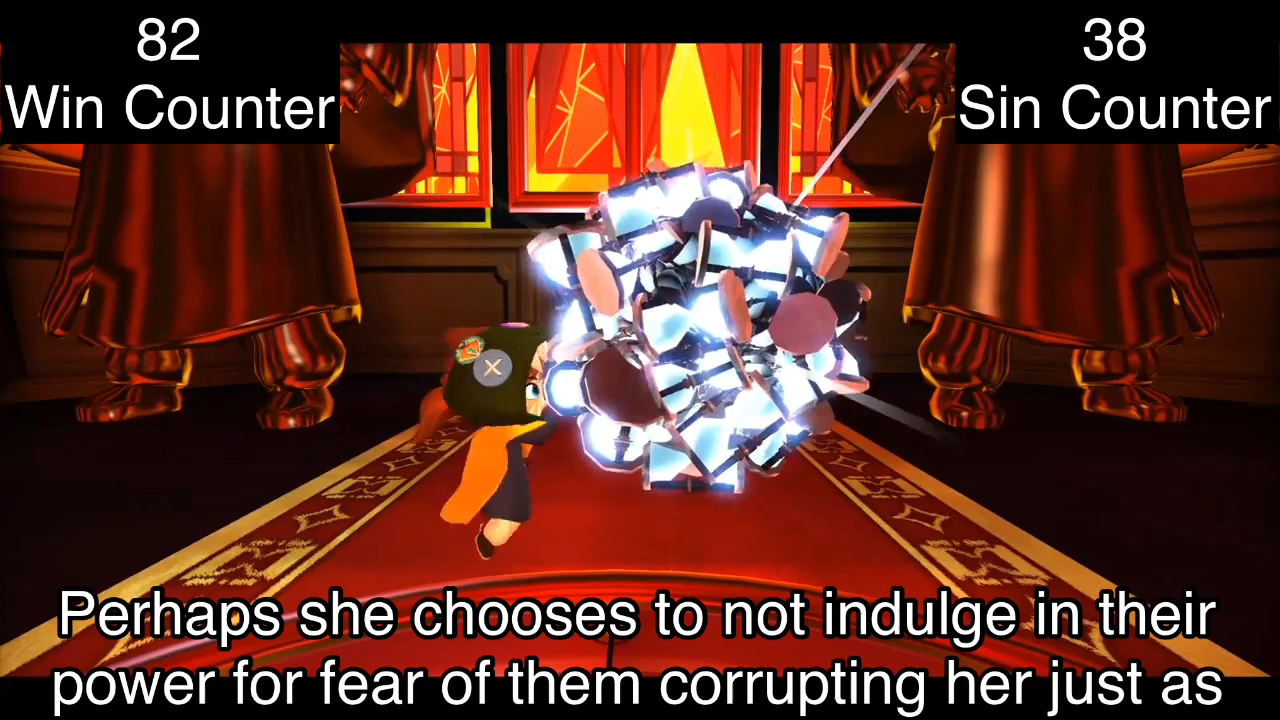 82
Win Counter
38
Sin Counter
X
Perhaps she chooses to not indulge in their
power for fear of them corrupting her just as